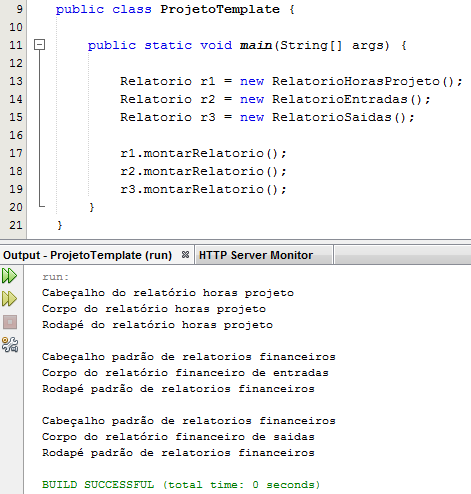 9 public class ProjetoTemplate {
10
11 public static void main(String[] args) {
12
13 Relatorio r1 = new RelatorioHorasProjeto();
14 Relatorio r2 = new RelatorioEntradas();
15 Relatorio r3 = new RelatorioSaidas();
16
17 r1.montarRelatorio();
18 r2.montarRelatorio();
19 r3.montarRelatorio();
20 }
21 }
Output - ProjetoTemplate (run) HTTP Server Monitor
run:
Cabeçalho do relatório horas projeto
Corpo do relatório horas projeto
Rodapé do relatório horas projeto
Cabeçalho padrão de relatorios financeiros
Corpo do relatório financeiro de entradas
Rodapé padrão de relatorios financeiros
Cabeçalho padrão de relatorios financeiros
Corpo do relatório financeiro de saidas
Rodapé padrão de relatorios financeiros
BUILD SUCCESSFUL (total time: 0 seconds)